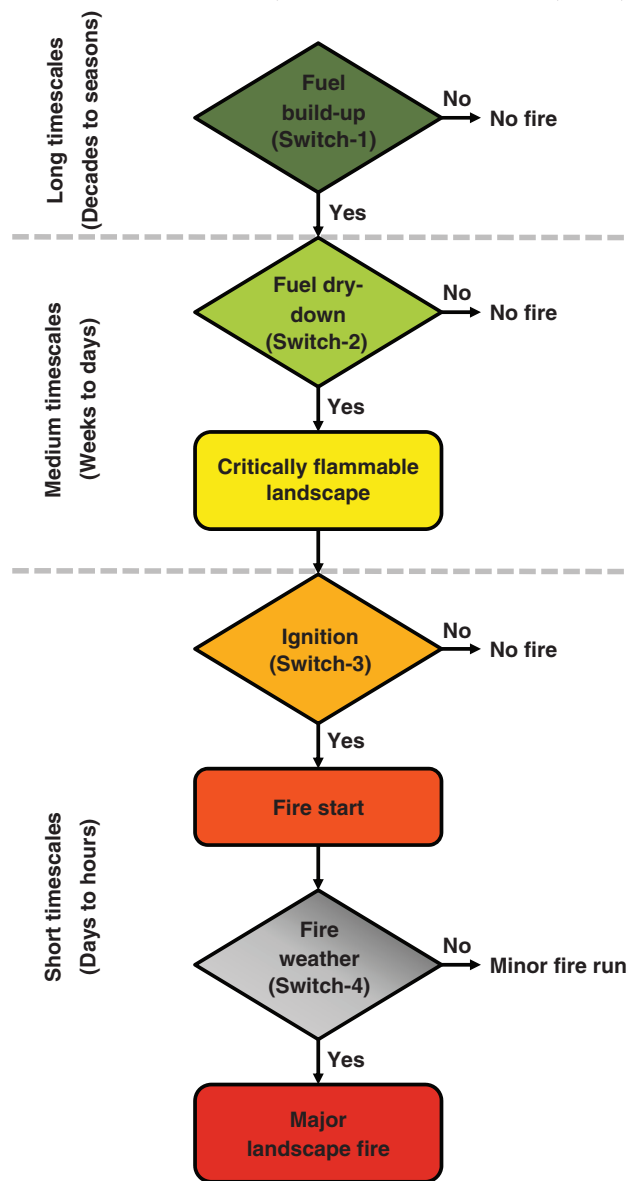 Long timescales
(Decades to seasons)
Fuel
build-up
(Switch-1)
No
No fire
Yes
Medium timescales
(Weeks to days)
Fuel dry-
down
(Switch-2)
No
No fire
Yes
Critically flammable
landscape
Short timescales
(Days to hours)
Ignition
(Switch-3)
No
No fire
Yes
Fire start
Fire
weather
(Switch-4)
No
Minor fire run
Yes
Major
landscape fire